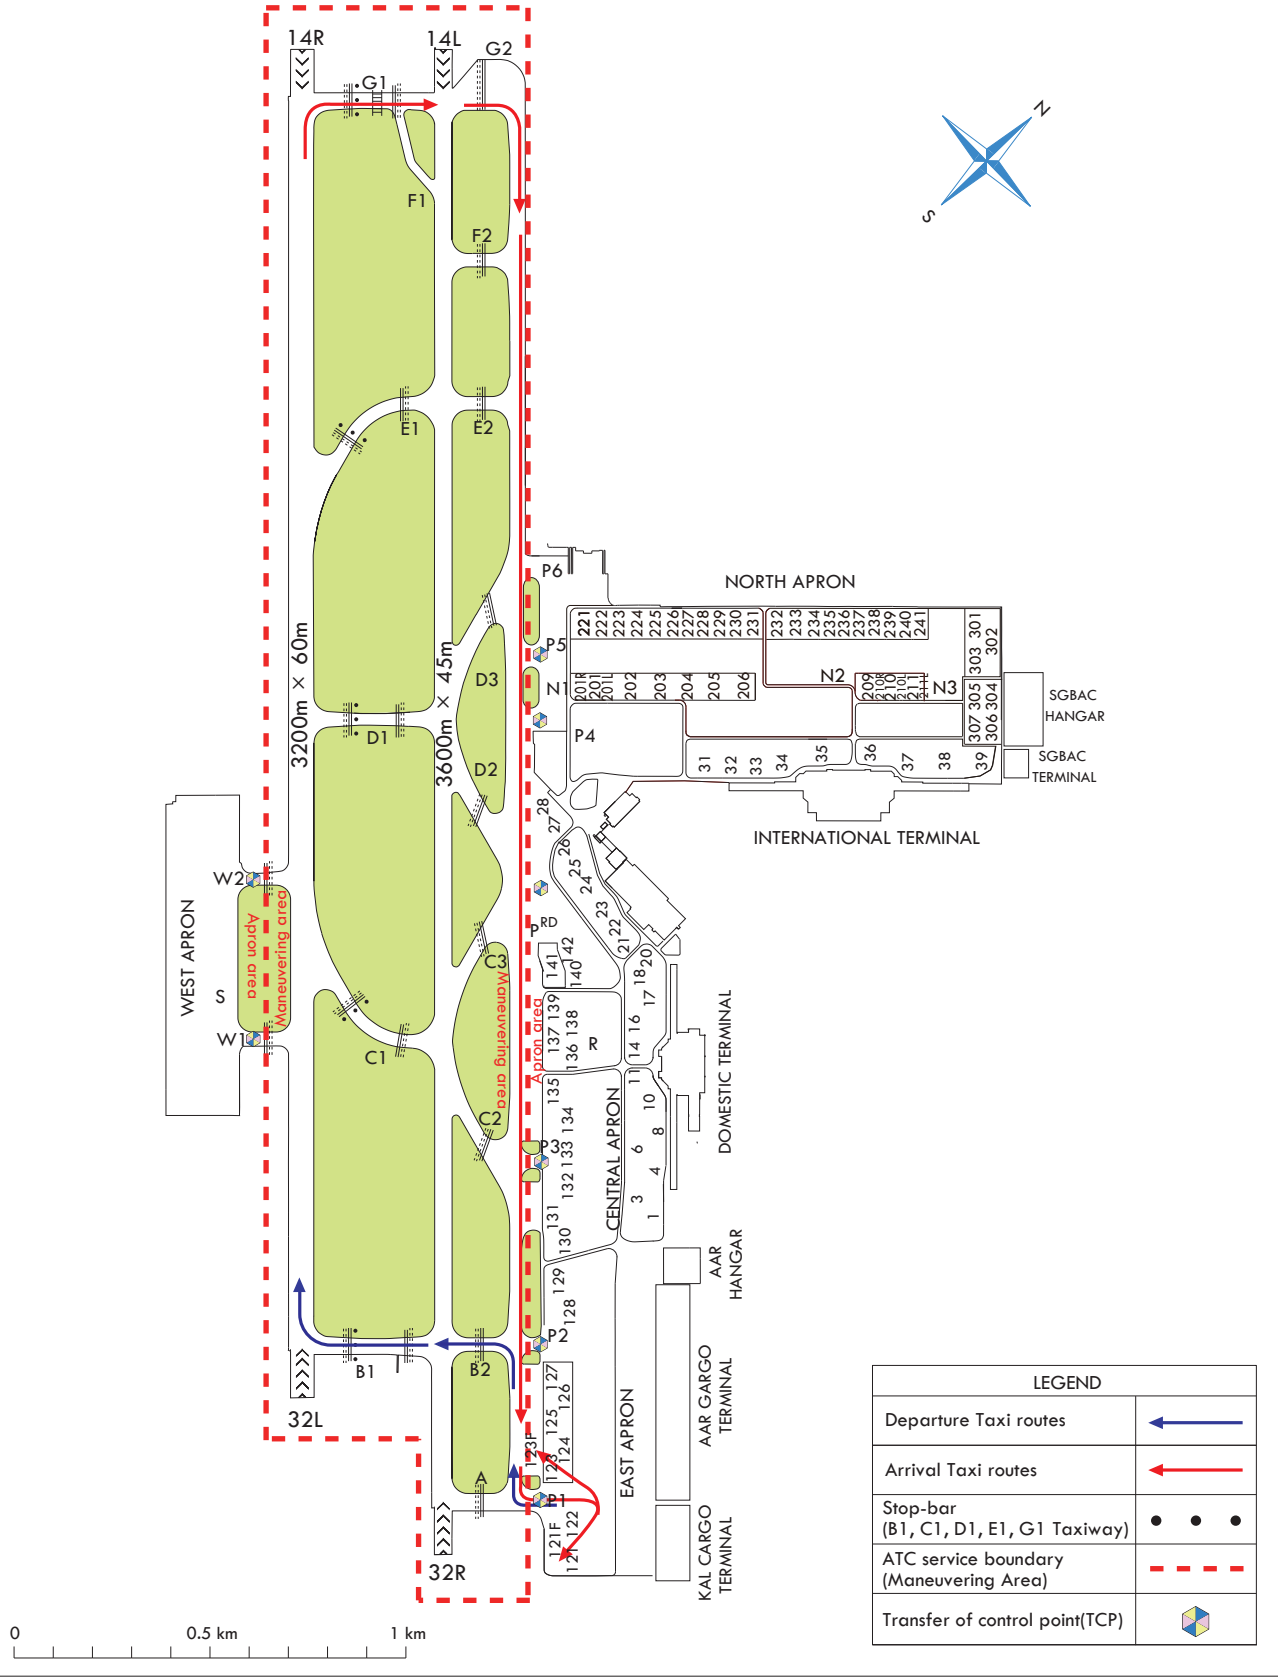 14R
14L
G2
G1
N
S
F1
F2
E1
E2
P6
NORTH APRON
221
222
223
224
225
226
227
228
229
230
231
232
233
234
235
236
237
238
239
240
241
301
302
303
P5
3200m × 60m
3600m × 45m
D3
N1
201R
201
201L
202
203
204
205
206
N2
209
210R
210
210L
211
211L
N3
305
304
307
306
SGBAC
HANGAR
D1
P4
D2
31
32
33
34
35
36
37
38
39
SGBAC
TERMINAL
28
27
26
25
24
23
22
21
INTERNATIONAL TERMINAL
W2
WEST APRON
S
Apron area
Maneuvering area
W1
PRD
C3
Maneuvering area
Apron area
142
141
140
20
18
17
139
138
137
136
R
16
14
DOMESTIC TERMINAL
C1
135
134
133
132
131
130
11
10
8
6
4
3
1
C2
P3
CENTRAL APRON
AAR
HANGAR
129
128
P2
B1
B2
32L
127
126
125
124
123
123F
EAST APRON
AAR GARGO
TERMINAL
A
P1
122
121F
121
KAL CARGO
TERMINAL
32R
LEGEND
Departure Taxi routes
Arrival Taxi routes
Stop-bar
(B1, C1, D1, E1, G1 Taxiway)
ATC service boundary
(Maneuvering Area)
Transfer of control point(TCP)
0
0.5 km
1 km